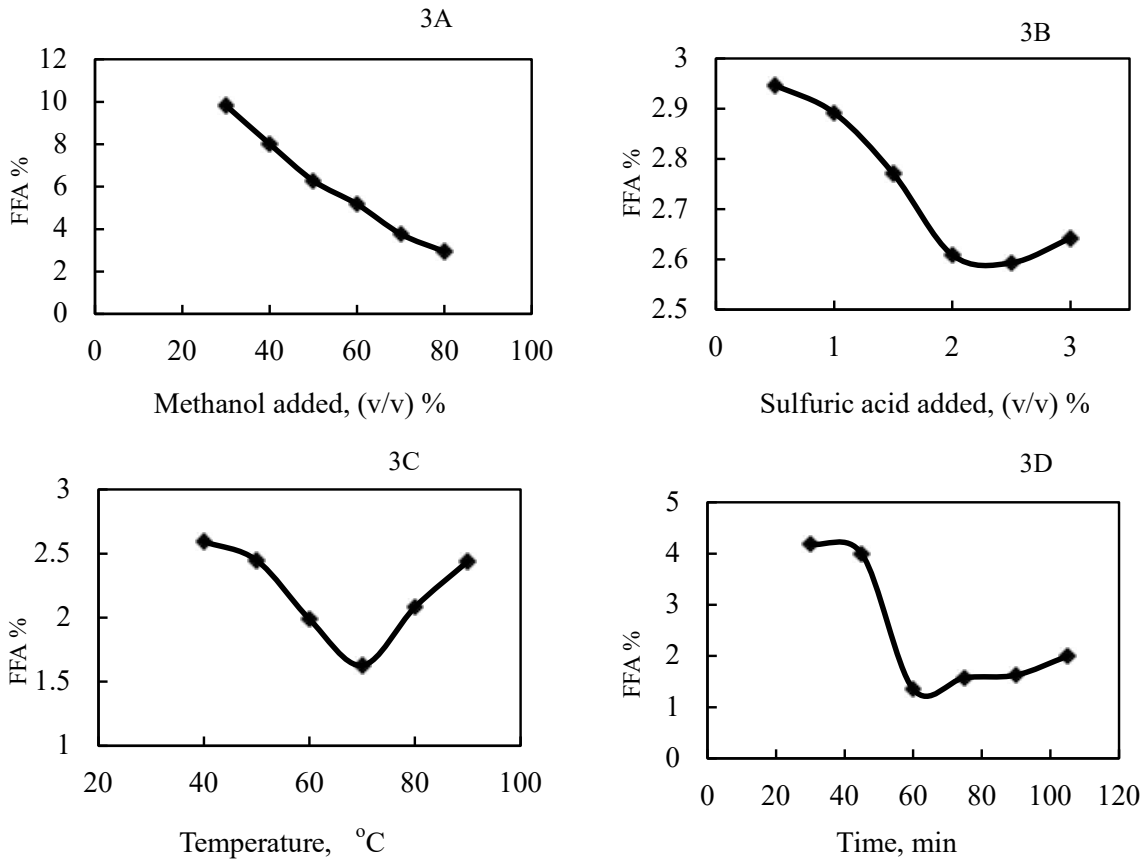 3A
12
10
8
6
4
2
0
FFA %
0 20 40 60 80 100
Methanol added, (v/v) %
3B
3
2.9
2.8
2.7
2.6
2.5
FFA %
0 1 2 3
Sulfuric acid added, (v/v) %
3C
3
2.5
2
1.5
1
FFA %
20 40 60 80 100
Temperature, °C
3D
5
4
3
2
1
0
FFA %
0 20 40 60 80 100 120
Time, min